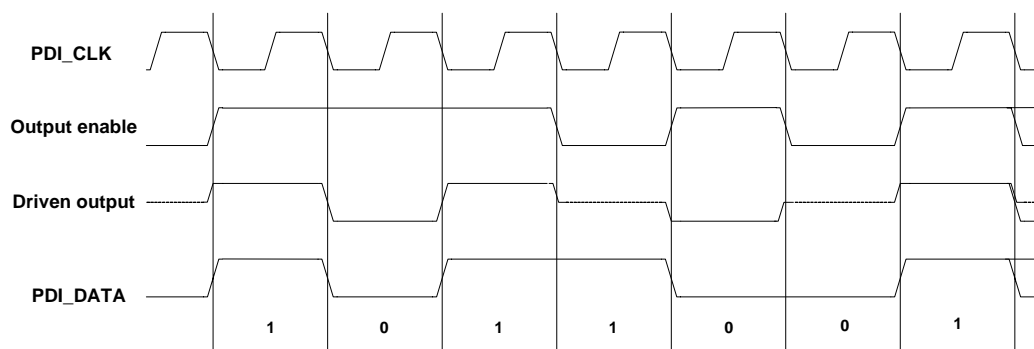 PDI_CLK
Output enable
Driven output
PDI_DATA
1 0 1 1 0 0 1